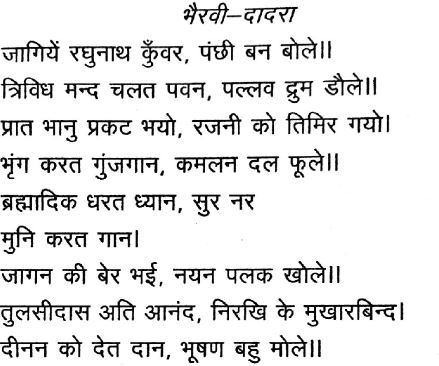 भैरवी–दादरा
जागियें रघुनाथ कुँवर, पंछी बन बोले॥
त्रिविध मन्द चलत पवन, पल्लव द्रुम डौले॥
प्रात भानु प्रकट भयो, रजनी को तिमिर गयो।
भृंग करत गुंजगान, कमलन दल फूले॥
ब्रह्मादिक धरत ध्यान, सुर नर
मुनि करत गान।
जागन की बेर भई, नयन पलक खोले॥
तुलसीदास अति आनंद, निरखि के मुखारबिन्द।
दीनन को देत दान, भूषण बहु मोले॥